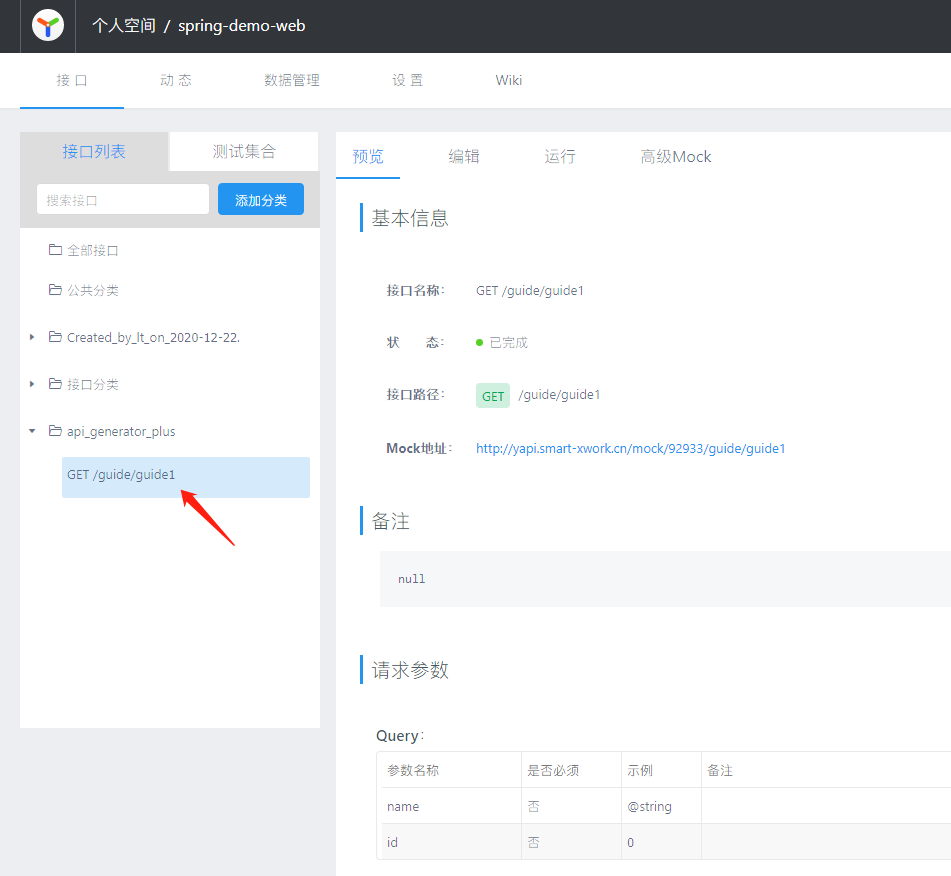 个人空间 / spring-demo-web
接 口 动 态 数据管理 设 置 Wiki
接口列表 测试集合
搜索接口 添加分类
全部接口
公共分类
Created_by_lt_on_2020-12-22.
接口分类
api_generator_plus
GET /guide/guide1
预览 编辑 运行 高级Mock
基本信息
接口名称： GET /guide/guide1
状 态： 已完成
接口路径： GET /guide/guide1
Mock地址： http://yapi.smart-xwork.cn/mock/92933/guide/guide1
备注
null
请求参数
Query：
参数名称 是否必须 示例 备注
name 否 @string
id 否 0